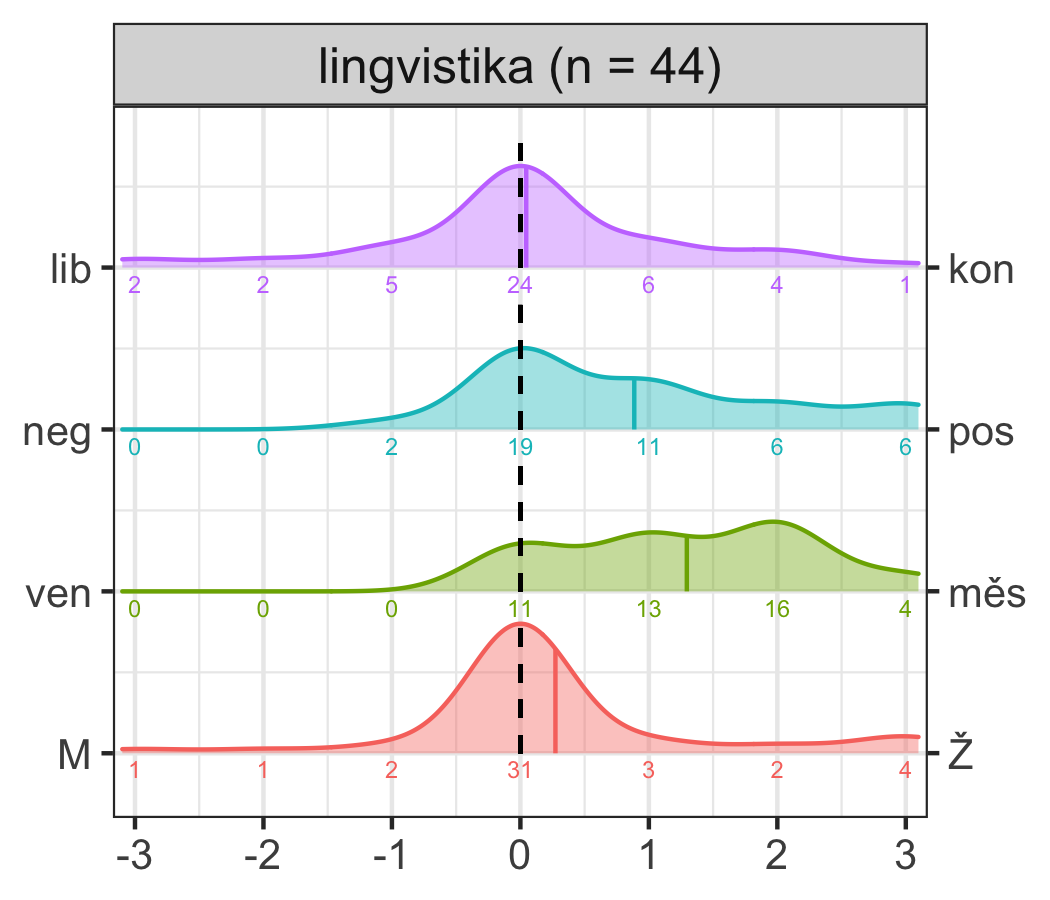 lingvistika (n = 44)
lib kon
2 2 5 24 6 4 1
neg pos
0 0 2 19 11 6 6
ven měs
0 0 0 11 13 16 4
M Ž
1 1 2 31 3 2 4
-3 -2 -1 0 1 2 3